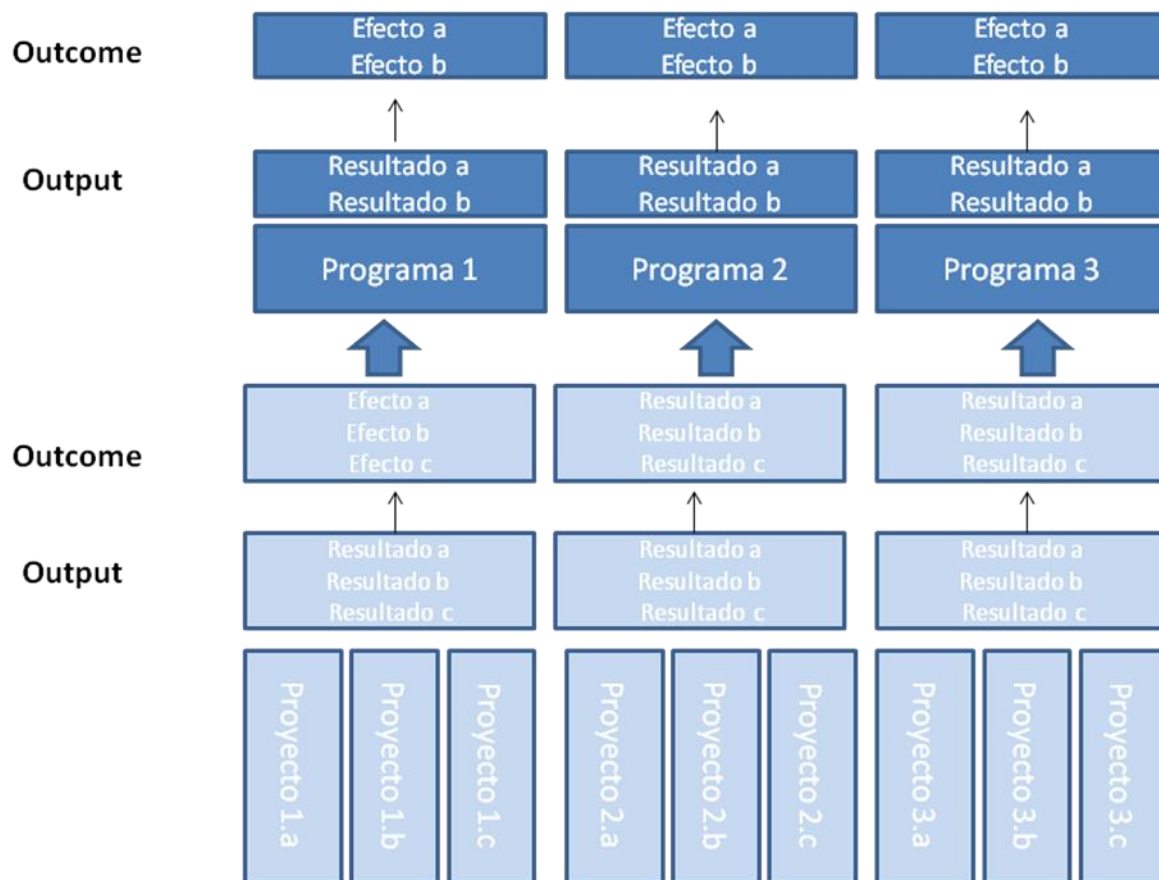 Outcome
Efecto a
Efecto b
Efecto a
Efecto b
Efecto a
Efecto b
Output
Resultado a
Resultado b
Resultado a
Resultado b
Resultado a
Resultado b
Programa 1
Programa 2
Programa 3
Outcome
Efecto a
Efecto b
Efecto c
Resultado a
Resultado b
Resultado c
Resultado a
Resultado b
Resultado c
Output
Resultado a
Resultado b
Resultado c
Resultado a
Resultado b
Resultado c
Resultado a
Resultado b
Resultado c
Proyecto 1.a
Proyecto 1.b
Proyecto 1.c
Proyecto 2.a
Proyecto 2.b
Proyecto 2.c
Proyecto 3.a
Proyecto 3.b
Proyecto 3.c